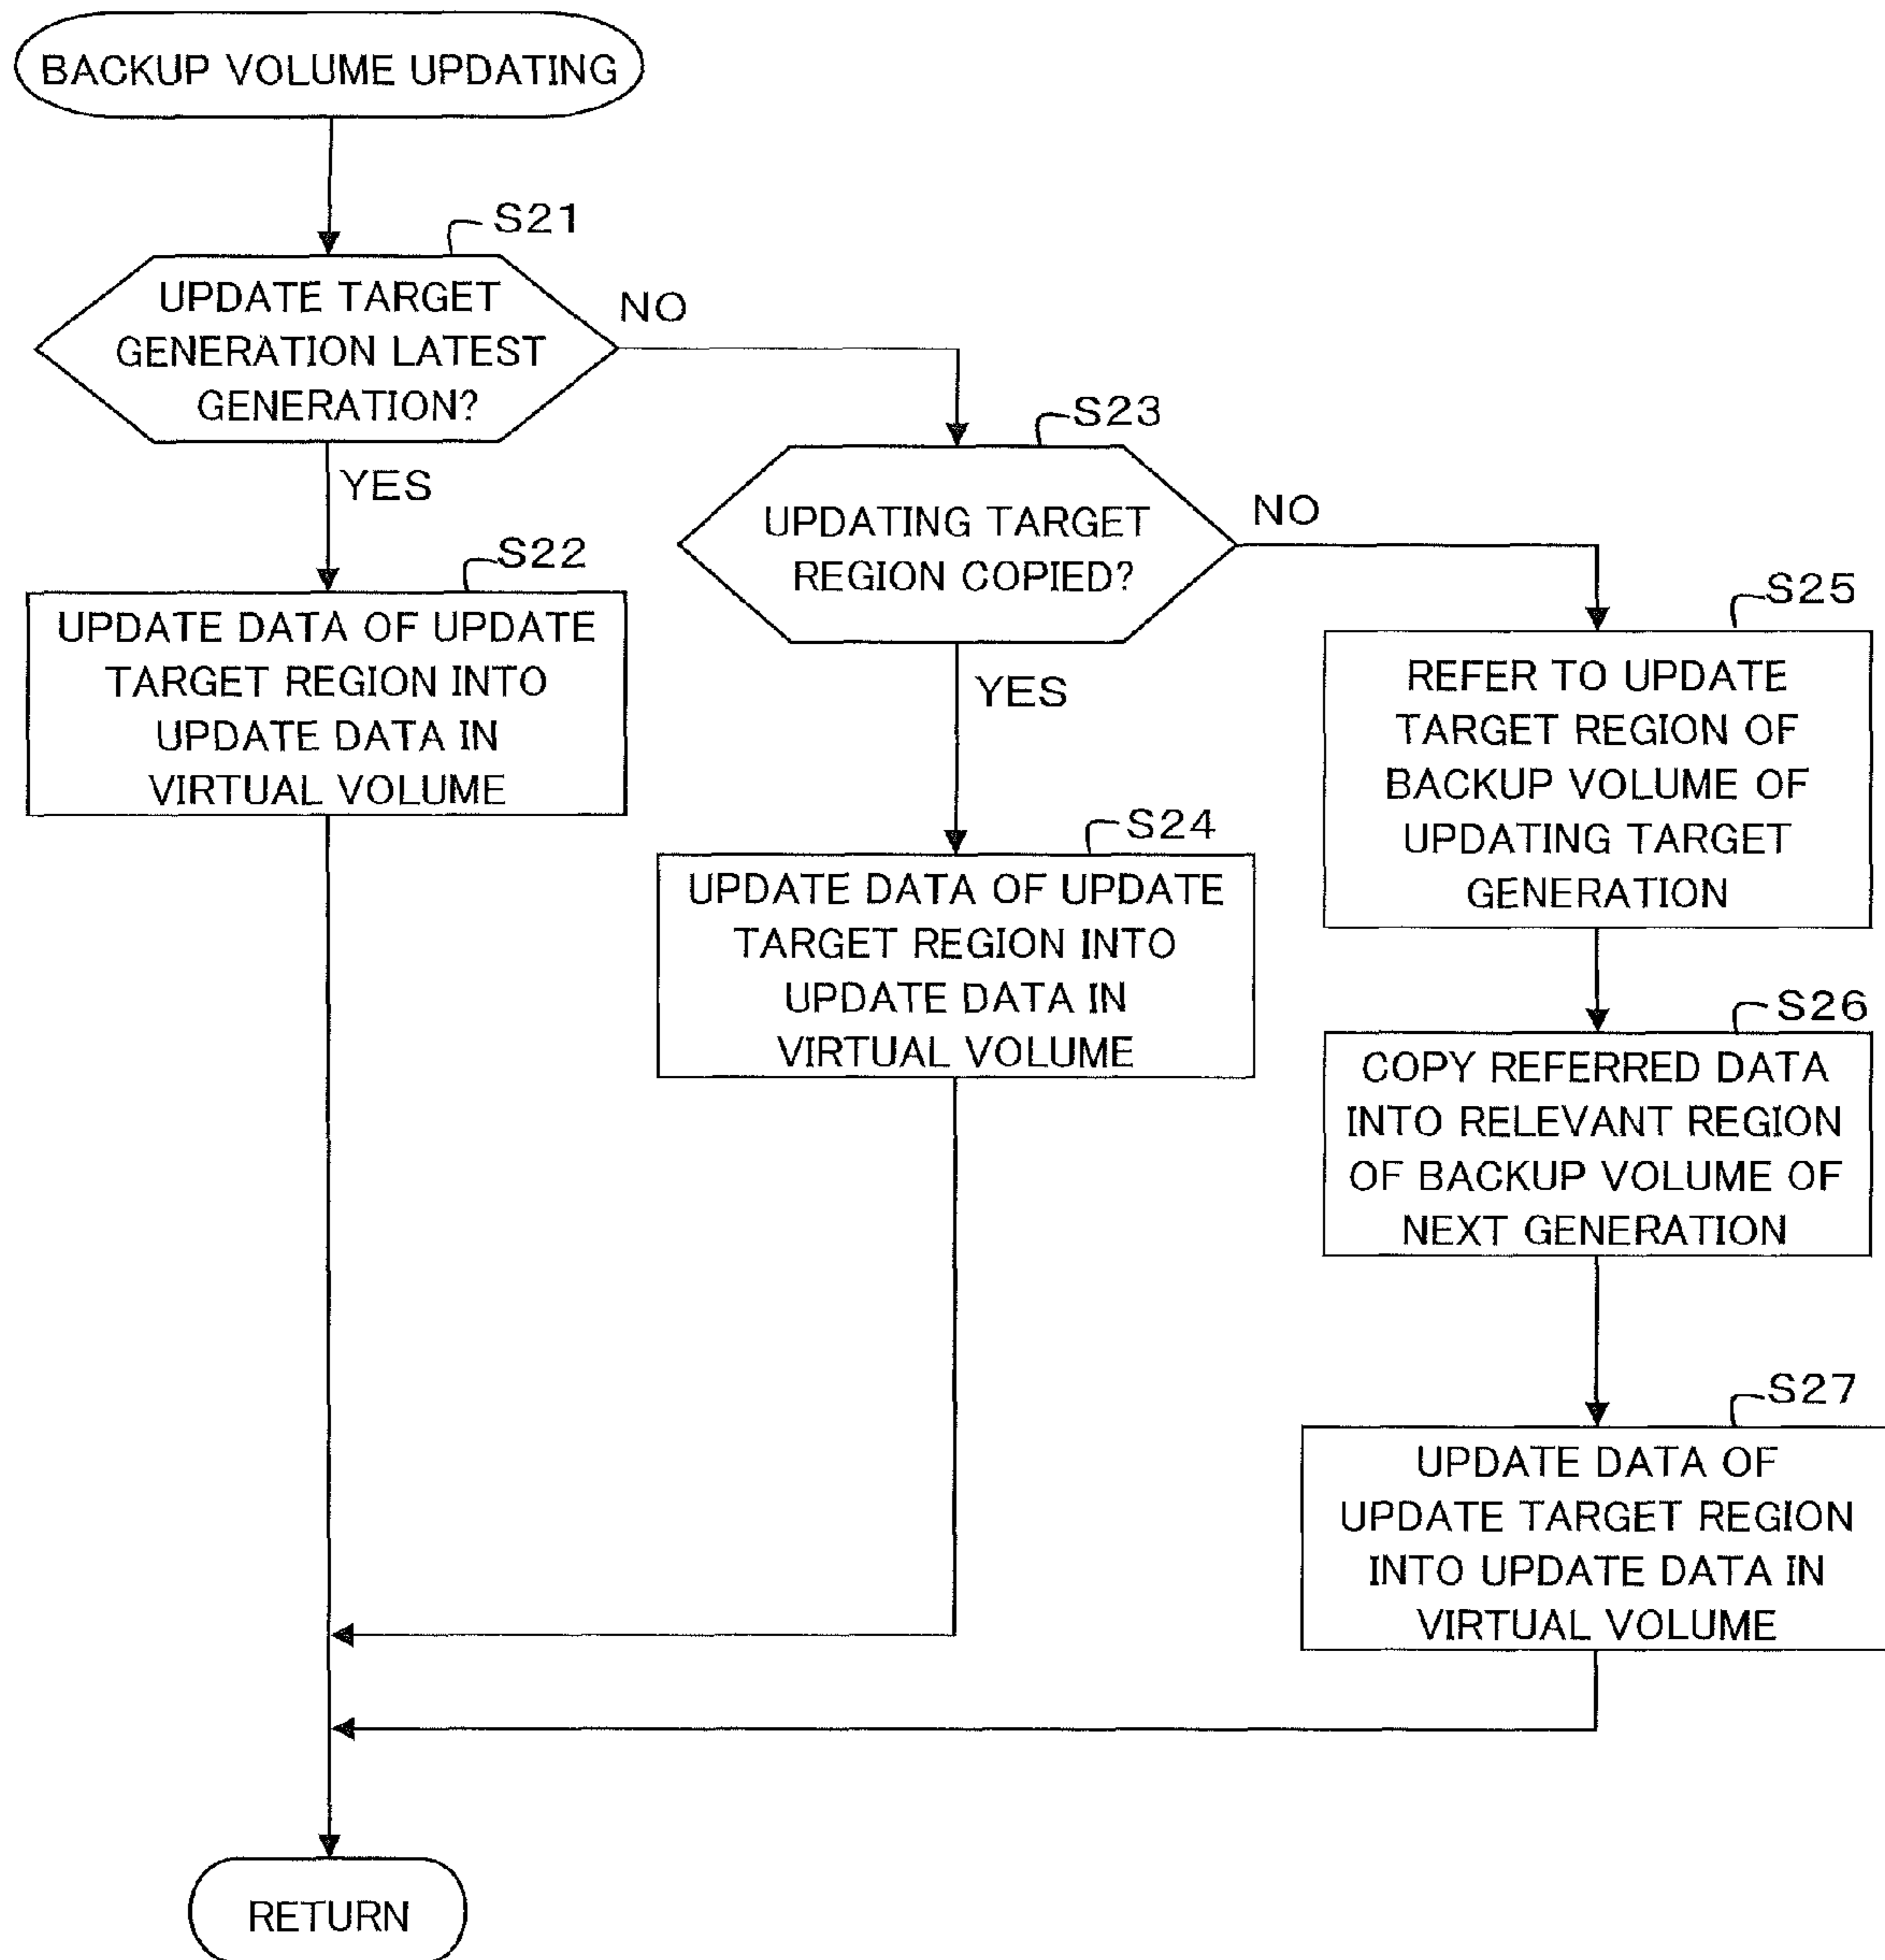 BACKUP VOLUME UPDATING
S21
UPDATE TARGET
GENERATION LATEST
GENERATION?
NO
YES
S22
UPDATE DATA OF UPDATE
TARGET REGION INTO
UPDATE DATA IN
VIRTUAL VOLUME
S23
UPDATING TARGET
REGION COPIED?
NO
YES
S24
UPDATE DATA OF UPDATE
TARGET REGION INTO
UPDATE DATA IN
VIRTUAL VOLUME
S25
REFER TO UPDATE
TARGET REGION OF
BACKUP VOLUME OF
UPDATING TARGET
GENERATION
S26
COPY REFERRED DATA
INTO RELEVANT REGION
OF BACKUP VOLUME OF
NEXT GENERATION
S27
UPDATE DATA OF
UPDATE TARGET REGION
INTO UPDATE DATA IN
VIRTUAL VOLUME
RETURN